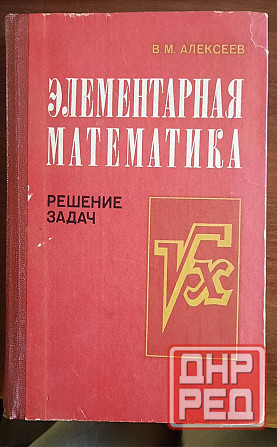 В. М. АЛЕКСЕЕВ
ЭЛЕМЕНТАРНАЯ
МАТЕМАТИКА
РЕШЕНИЕ
ЗАДАЧ
√x
ДНР
РЕД